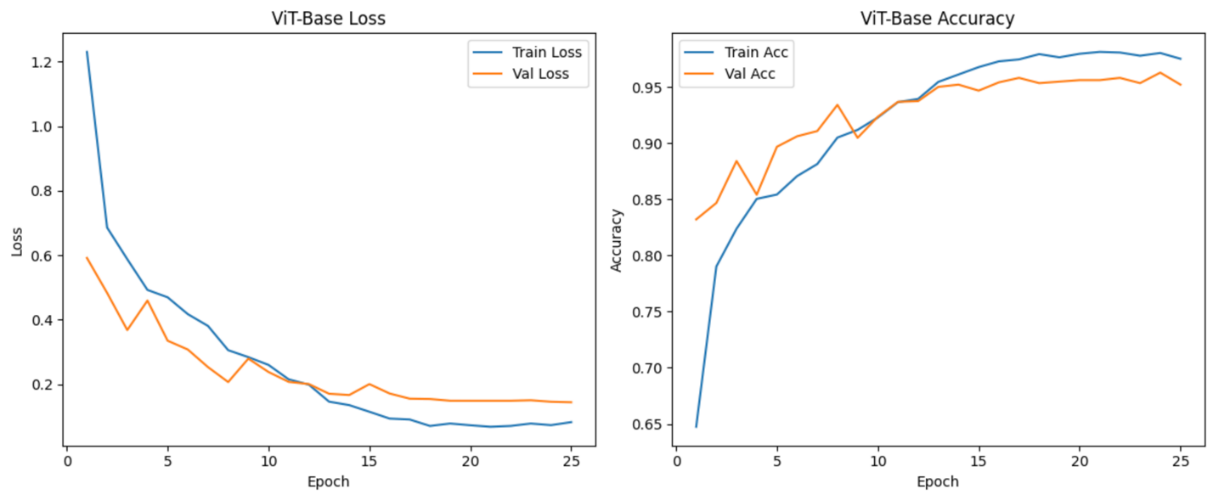 ViT-Base Loss
Train Loss
Val Loss
1.2
1.0
0.8
0.6
0.4
0.2
Loss
0 5 10 15 20 25
Epoch
ViT-Base Accuracy
Train Acc
Val Acc
0.95
0.90
0.85
0.80
0.75
0.70
0.65
Accuracy
0 5 10 15 20 25
Epoch